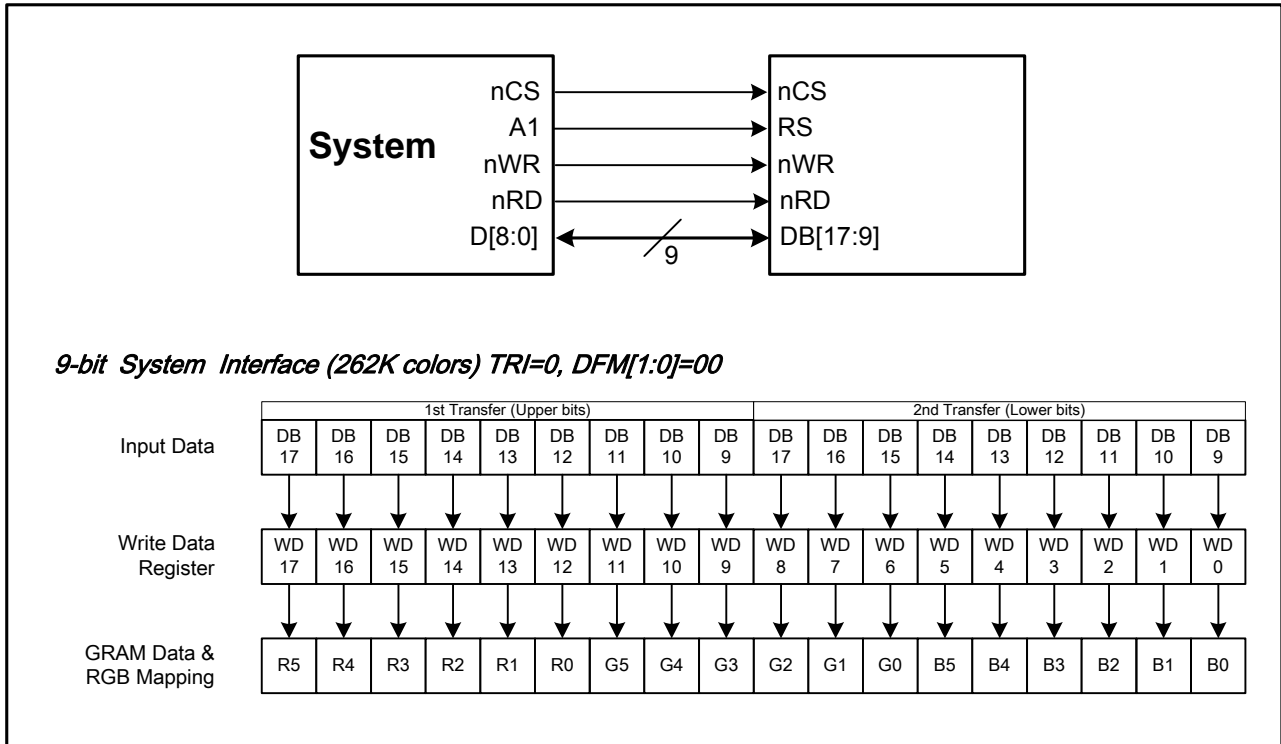 System
nCS
A1
nWR
nRD
D[8:0]
9
nCS
RS
nWR
nRD
DB[17:9]
9-bit System Interface (262K colors) TRI=0, DFM[1:0]=00
1st Transfer (Upper bits) 2nd Transfer (Lower bits)
Input Data DB 17 DB 16 DB 15 DB 14 DB 13 DB 12 DB 11 DB 10 DB 9 DB 17 DB 16 DB 15 DB 14 DB 13 DB 12 DB 11 DB 10 DB 9
Write Data Register WD 17 WD 16 WD 15 WD 14 WD 13 WD 12 WD 11 WD 10 WD 9 WD 8 WD 7 WD 6 WD 5 WD 4 WD 3 WD 2 WD 1 WD 0
GRAM Data & RGB Mapping R5 R4 R3 R2 R1 R0 G5 G4 G3 G2 G1 G0 B5 B4 B3 B2 B1 B0